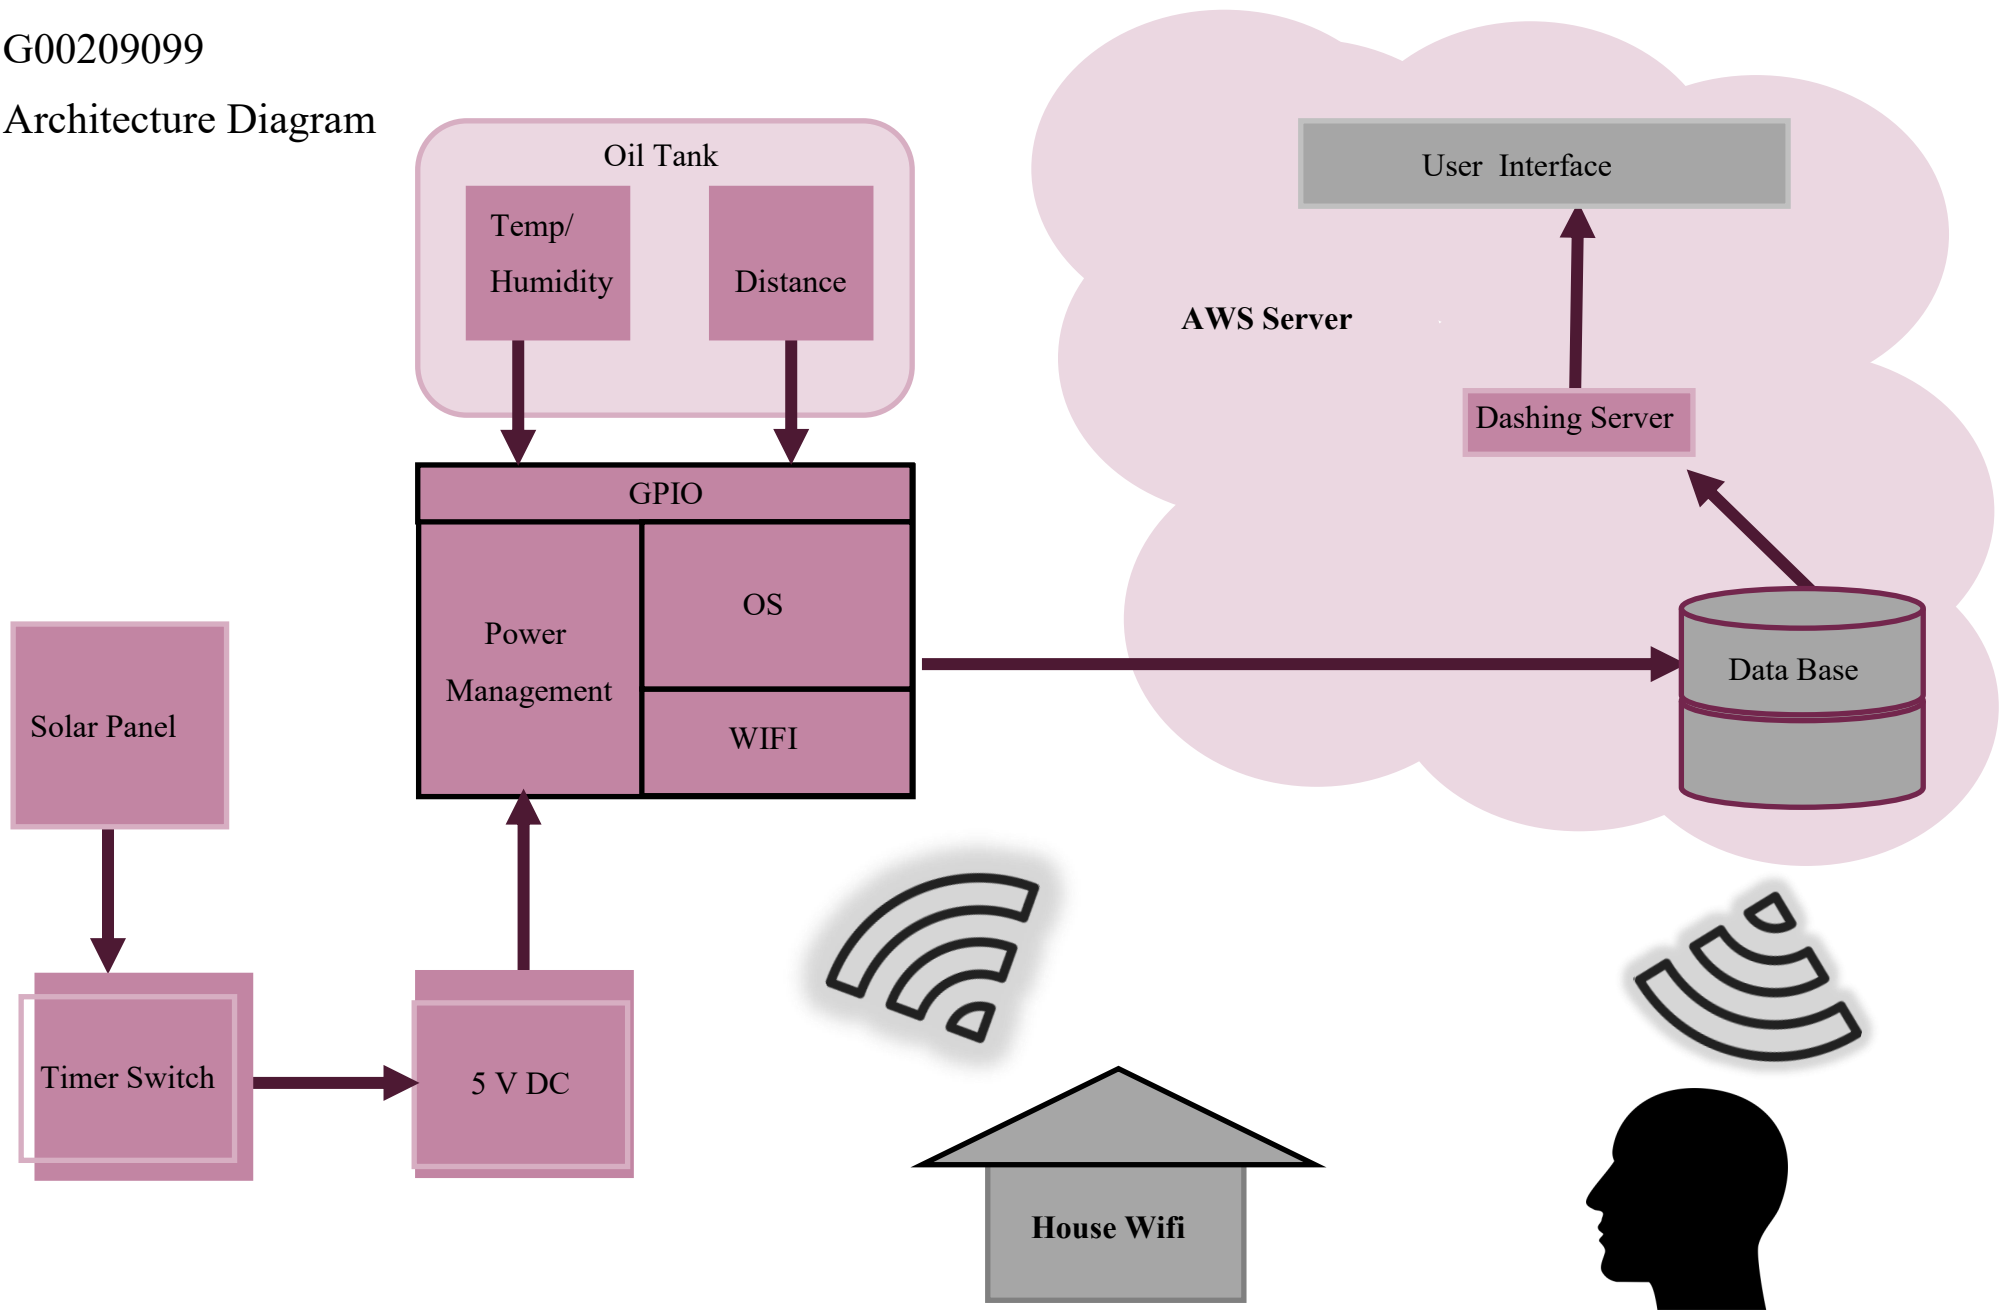 G00209099
Architecture Diagram
Oil Tank
Temp/
Humidity
Distance
GPIO
Power
Management
OS
WIFI
Solar Panel
Timer Switch
5 V DC
User Interface
AWS Server
Dashing Server
Data Base
House Wifi